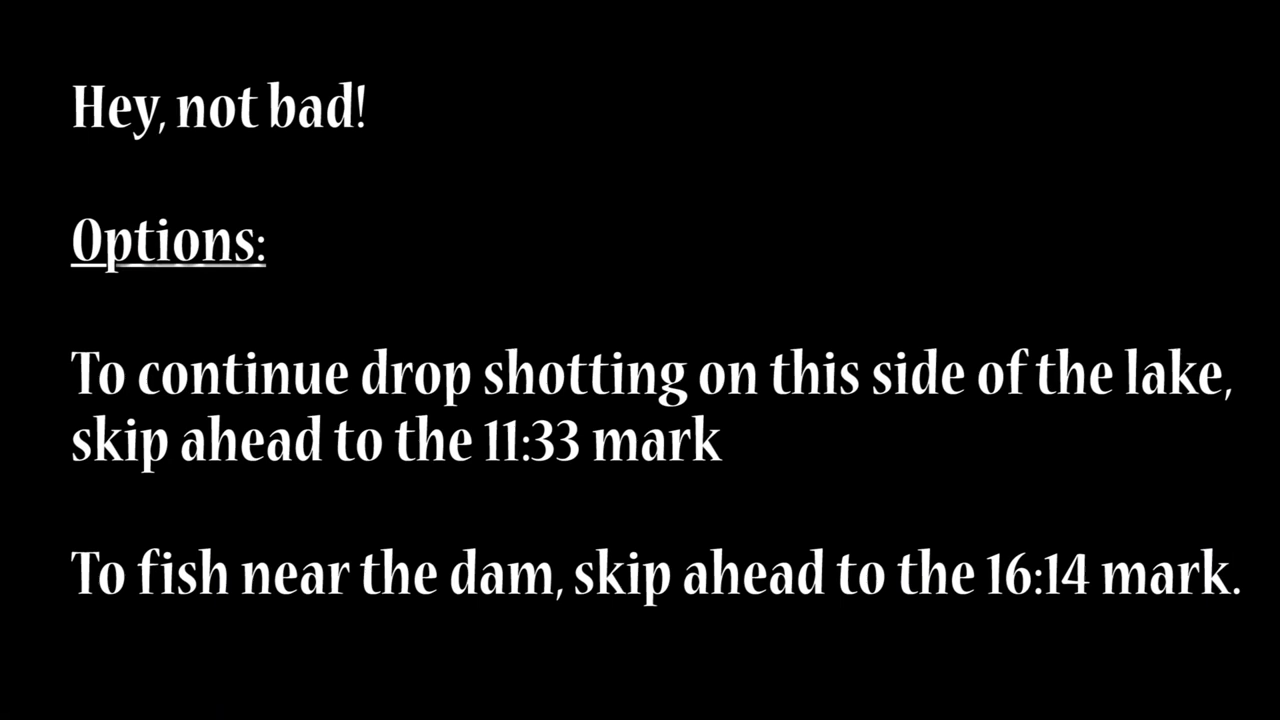 Hey, not bad!
Options:
To continue drop shotting on this side of the lake,
skip ahead to the 11:33 mark
To fish near the dam, skip ahead to the 16:14 mark.